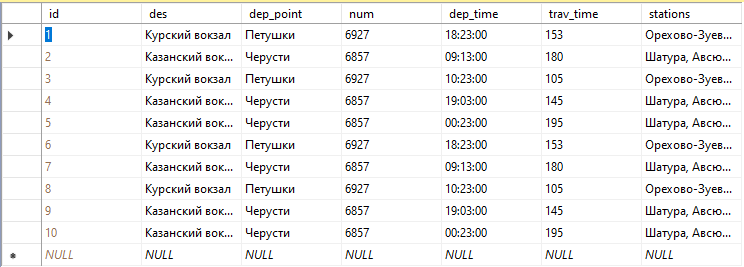 id des dep_point num dep_time trav_time stations
1 Курский вокзал Петушки 6927 18:23:00 153 Орехово-Зуев...
2 Казанский вок... Черусти 6857 09:13:00 180 Шатура, Авсю...
3 Курский вокзал Петушки 6927 10:23:00 105 Орехово-Зуев...
4 Казанский вок... Черусти 6857 19:03:00 145 Шатура, Авсю...
5 Казанский вок... Черусти 6857 00:23:00 195 Шатура, Авсю...
6 Курский вокзал Петушки 6927 18:23:00 153 Орехово-Зуев...
7 Казанский вок... Черусти 6857 09:13:00 180 Шатура, Авсю...
8 Курский вокзал Петушки 6927 10:23:00 105 Орехово-Зуев...
9 Казанский вок... Черусти 6857 19:03:00 145 Шатура, Авсю...
10 Казанский вок... Черусти 6857 00:23:00 195 Шатура, Авсю...
NULL NULL NULL NULL NULL NULL NULL